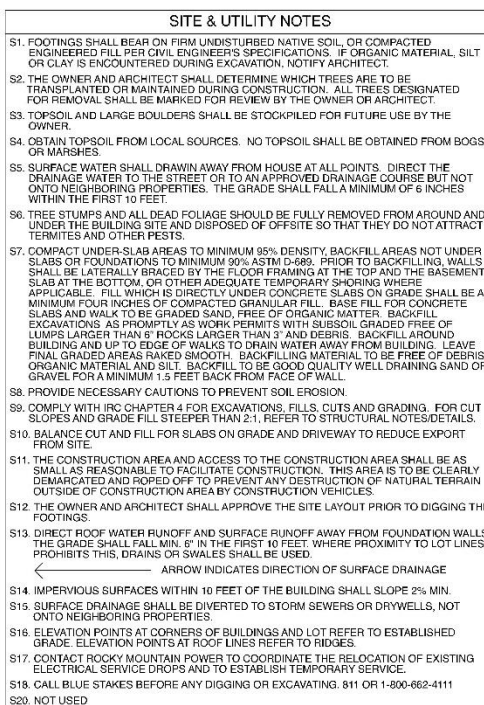 SITE & UTILITY NOTES
S1. FOOTINGS SHALL BEAR ON FIRM UNDISTURBED NATIVE SOIL, OR COMPACTED
ENGINEERED FILL PER CIVIL ENGINEER'S SPECIFICATIONS. IF ORGANIC MATERIAL, SILT
OR CLAY IS ENCOUNTERED DURING EXCAVATION, NOTIFY ARCHITECT.
S2. THE OWNER AND ARCHITECT SHALL DETERMINE WHICH TREES ARE TO BE
TRANSPLANTED OR MAINTAINED DURING CONSTRUCTION. ALL TREES DESIGNATED
FOR REMOVAL SHALL BE MARKED FOR REVIEW BY THE OWNER OR ARCHITECT.
S3. TOPSOIL AND LARGE BOULDERS SHALL BE STOCKPILED FOR FUTURE USE BY THE
OWNER.
S4. OBTAIN TOPSOIL FROM LOCAL SOURCES. NO TOPSOIL SHALL BE OBTAINED FROM BOGS
OR MARSHES.
S5. SURFACE WATER SHALL DRAWIN AWAY FROM HOUSE AT ALL POINTS. DIRECT THE
DRAINAGE WATER TO THE STREET OR TO AN APPROVED DRAINAGE COURSE BUT NOT
ONTO NEIGHBORING PROPERTIES. THE GRADE SHALL FALL A MINIMUM OF 6 INCHES
WITHIN THE FIRST 10 FEET.
S6. TREE STUMPS AND ALL DEAD FOLIAGE SHOULD BE FULLY REMOVED FROM AROUND AND
UNDER THE BUILDING SITE AND DISPOSED OF OFFSITE SO THAT THEY DO NOT ATTRACT
TERMITES AND OTHER PESTS.
S7. COMPACT UNDER-SLAB AREAS TO MINIMUM 95% DENSITY, BACKFILL AREAS NOT UNDER
SLABS OR FOUNDATIONS TO MINIMUM 90% ASTM D-689. PRIOR TO BACKFILLING, WALLS
SHALL BE LATERALLY BRACED BY THE FLOOR FRAMING AT THE TOP AND THE BASEMENT
SLAB AT THE BOTTOM, OR OTHER ADEQUATE TEMPORARY SHORING WHERE
APPLICABLE. FILL WHICH IS DIRECTLY UNDER CONCRETE SLABS ON GRADE SHALL BE A
MINIMUM FOUR INCHES OF COMPACTED GRANULAR FILL. BASE FILL FOR CONCRETE
SLABS AND WALK TO BE GRADED SAND, FREE OF ORGANIC MATTER. BACKFILL
EXCAVATIONS AS PROMPTLY AS WORK PERMITS WITH SUBSOIL GRADED FREE OF
LUMPS LARGER THAN 6" ROCKS LARGER THAN 3" AND DEBRIS. BACKFILL AROUND
BUILDING AND UP TO EDGE OF WALKS TO DRAIN WATER AWAY FROM BUILDING. LEAVE
FINAL GRADED AREAS RAKED SMOOTH. BACKFILLING MATERIAL TO BE FREE OF DEBRIS
ORGANIC MATERIAL AND SILT. BACKFILL TO BE GOOD QUALITY WELL DRAINING SAND OR
GRAVEL FOR A MINIMUM 1.5 FEET BACK FROM FACE OF WALL.
S8. PROVIDE NECESSARY CAUTIONS TO PREVENT SOIL EROSION.
S9. COMPLY WITH IRC CHAPTER 4 FOR EXCAVATIONS, FILLS, CUTS AND GRADING. FOR CUT
SLOPES AND GRADE FILL STEEPER THAN 2:1, REFER TO STRUCTURAL NOTES/DETAILS.
S10. BALANCE OUT AND FILL FOR SLABS ON GRADE AND DRIVEWAY TO REDUCE EXPORT
FROM SITE.
S11. THE CONSTRUCTION AREA AND ACCESS TO THE CONSTRUCTION AREA SHALL BE AS
SMALL AS REASONABLE TO FACILITATE CONSTRUCTION. THIS AREA IS TO BE CLEARLY
DEMARCATED AND ROPED OFF TO PREVENT ANY DESTRUCTION OF NATURAL TERRAIN
OUTSIDE OF CONSTRUCTION AREA BY CONSTRUCTION VEHICLES.
S12. THE OWNER AND ARCHITECT SHALL APPROVE THE SITE LAYOUT PRIOR TO DIGGING THE
FOOTINGS.
S13. DIRECT ROOF WATER RUNOFF AND SURFACE RUNOFF AWAY FROM FOUNDATION WALLS
THE GRADE SHALL FALL MIN. 6" IN THE FIRST 10 FEET. WHERE PROXIMITY TO LOT LINES
PROHIBITS THIS, DRAINS OR SWALES SHALL BE USED.
ARROW INDICATES DIRECTION OF SURFACE DRAINAGE
S14. IMPERVIOUS SURFACES WITHIN 10 FEET OF THE BUILDING SHALL SLOPE 2% MIN.
S15. SURFACE DRAINAGE SHALL BE DIVERTED TO STORM SEWERS OR DRYWELLS, NOT
ONTO NEIGHBORING PROPERTIES.
S16. ELEVATION POINTS AT CORNERS OF BUILDINGS AND LOT REFER TO ESTABLISHED
GRADE. ELEVATION POINTS AT ROOF LINES REFER TO RIDGES.
S17. CONTACT ROCKY MOUNTAIN POWER TO COORDINATE THE RELOCATION OF EXISTING
ELECTRICAL SERVICE DROPS AND TO ESTABLISH TEMPORARY SERVICE.
S18. CALL BLUE STAKES BEFORE ANY DIGGING OR EXCAVATING. 811 OR 1-800-662-4111
S20. NOT USED